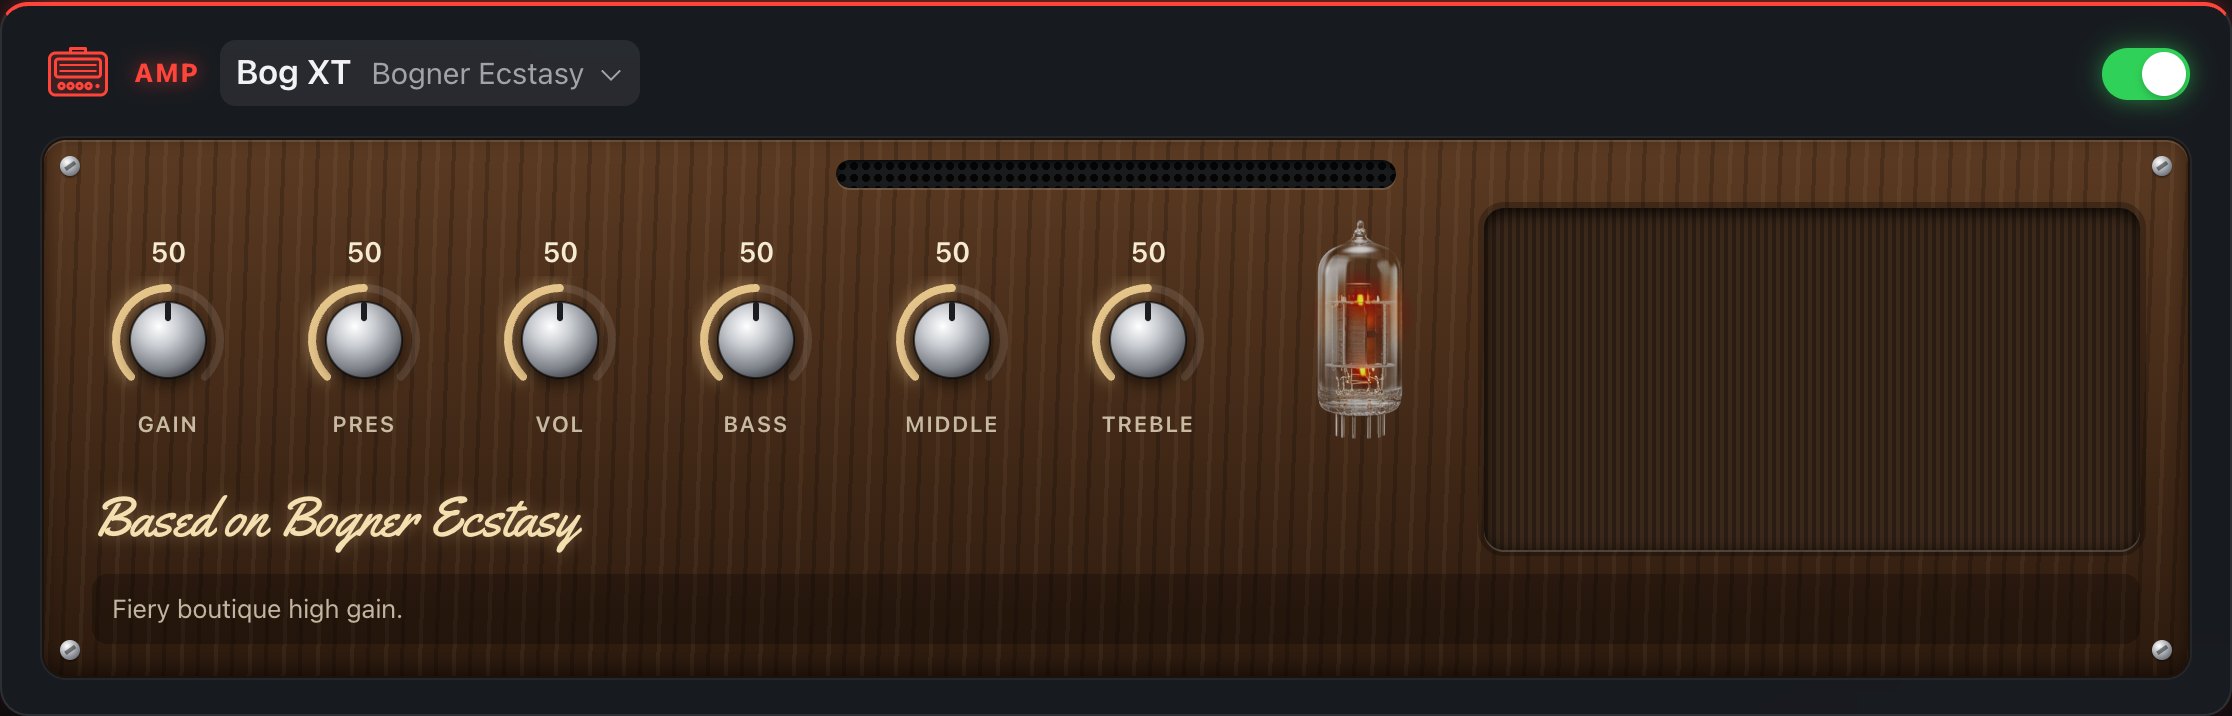 AMP Bog XT Bogner Ecstasy
50 50 50 50 50 50
GAIN PRES VOL BASS MIDDLE TREBLE
Based on Bogner Ecstasy
Fiery boutique high gain.